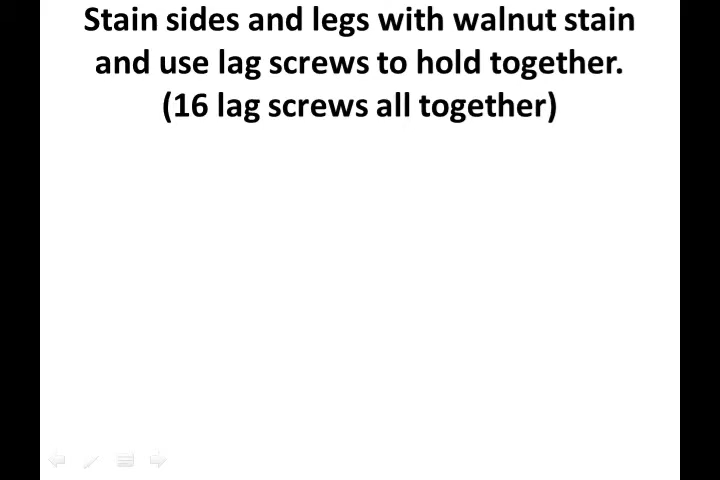 Stain sides and legs with walnut stain
and use lag screws to hold together.
(16 lag screws all together)